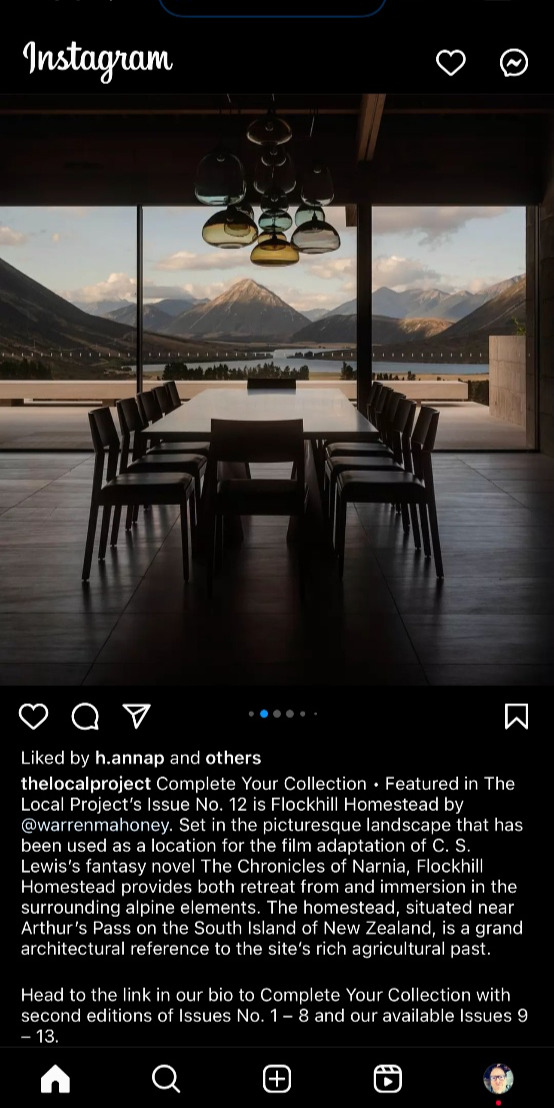 Instagram
Liked by h.annap and others
thelocalproject Complete Your Collection • Featured in The
Local Project’s Issue No. 12 is Flockhill Homestead by
@warrenmahoney. Set in the picturesque landscape that has
been used as a location for the film adaptation of C. S.
Lewis’s fantasy novel The Chronicles of Narnia, Flockhill
Homestead provides both retreat from and immersion in the
surrounding alpine elements. The homestead, situated near
Arthur’s Pass on the South Island of New Zealand, is a grand
architectural reference to the site’s rich agricultural past.
Head to the link in our bio to Complete Your Collection with
second editions of Issues No. 1 – 8 and our available Issues 9
– 13.